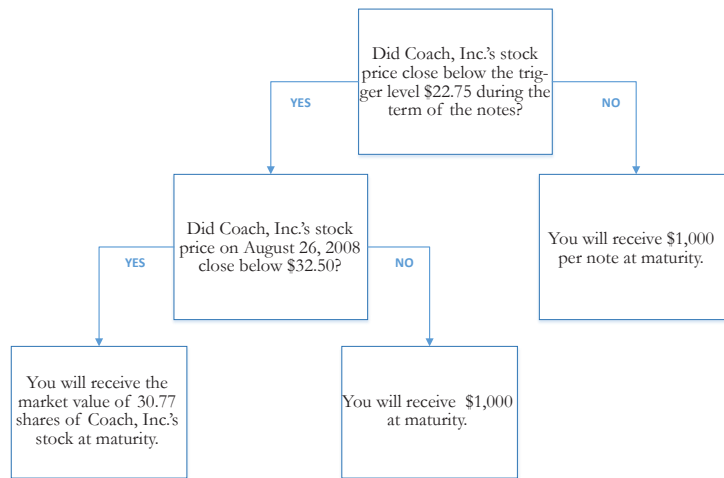 Did Coach, Inc.'s stock
price close below the trig-
ger level $22.75 during the
term of the notes?
YES
NO
Did Coach, Inc.'s stock
price on August 26, 2008
close below $32.50?
You will receive $1,000
per note at maturity.
YES
NO
You will receive the
market value of 30.77
shares of Coach, Inc.'s
stock at maturity.
You will receive $1,000
at maturity.